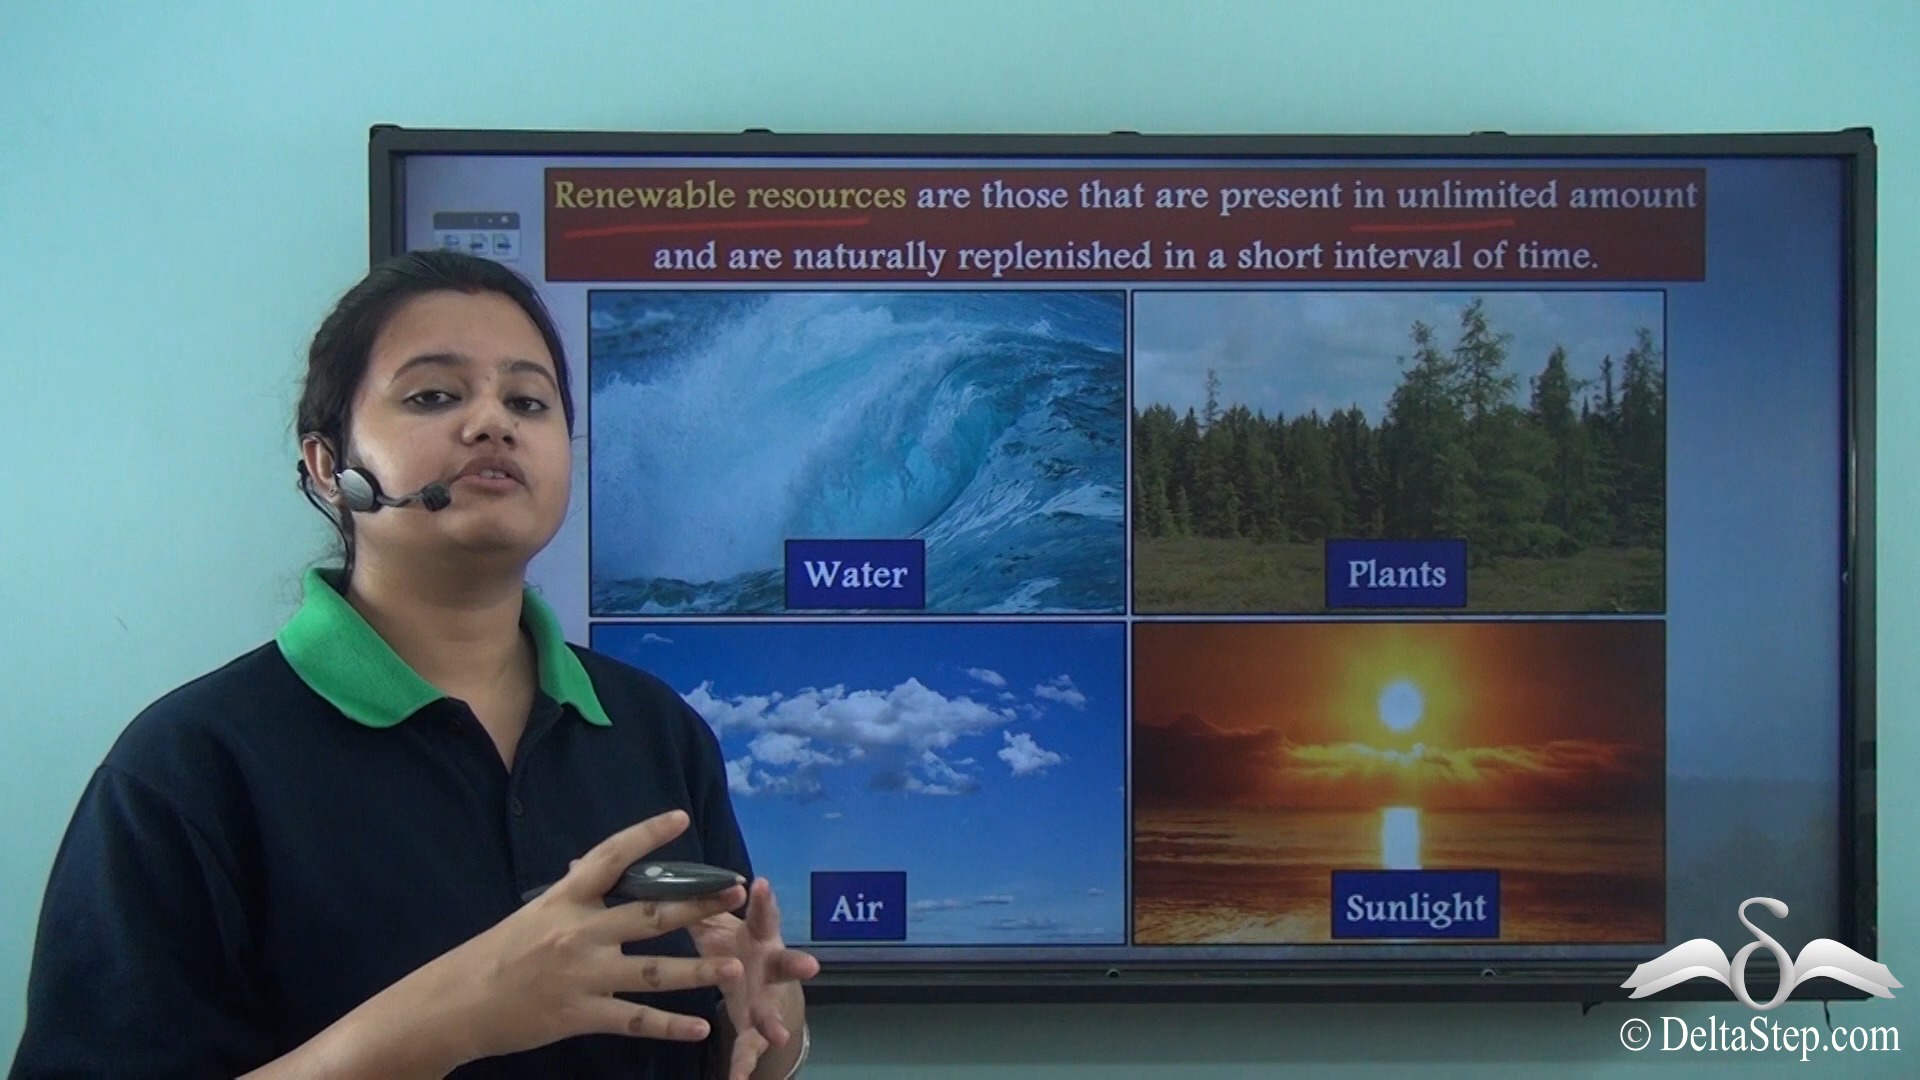 Renewable resources are those that are present in unlimited amount
and are naturally replenished in a short interval of time.
Water
Plants
Air
Sunlight
© DeltaStep.com